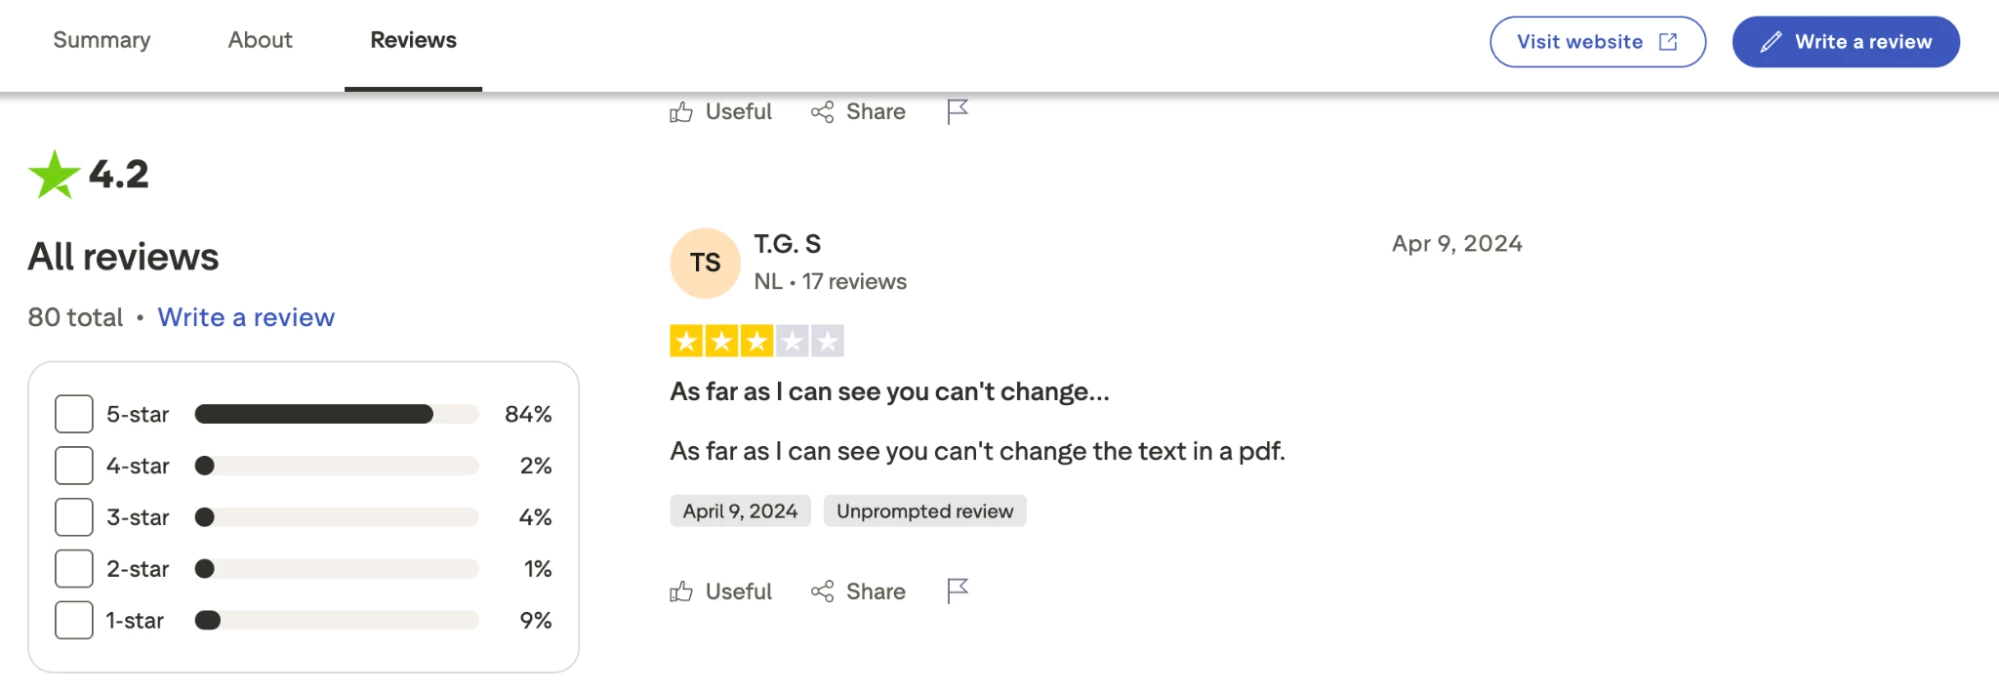 Summary About Reviews Visit website Write a review
Useful Share
4.2
All reviews
80 total • Write a review
5-star 84%
4-star 2%
3-star 4%
2-star 1%
1-star 9%
TS T.G. S Apr 9, 2024
NL • 17 reviews
As far as I can see you can't change...
As far as I can see you can't change the text in a pdf.
April 9, 2024 Unprompted review
Useful Share